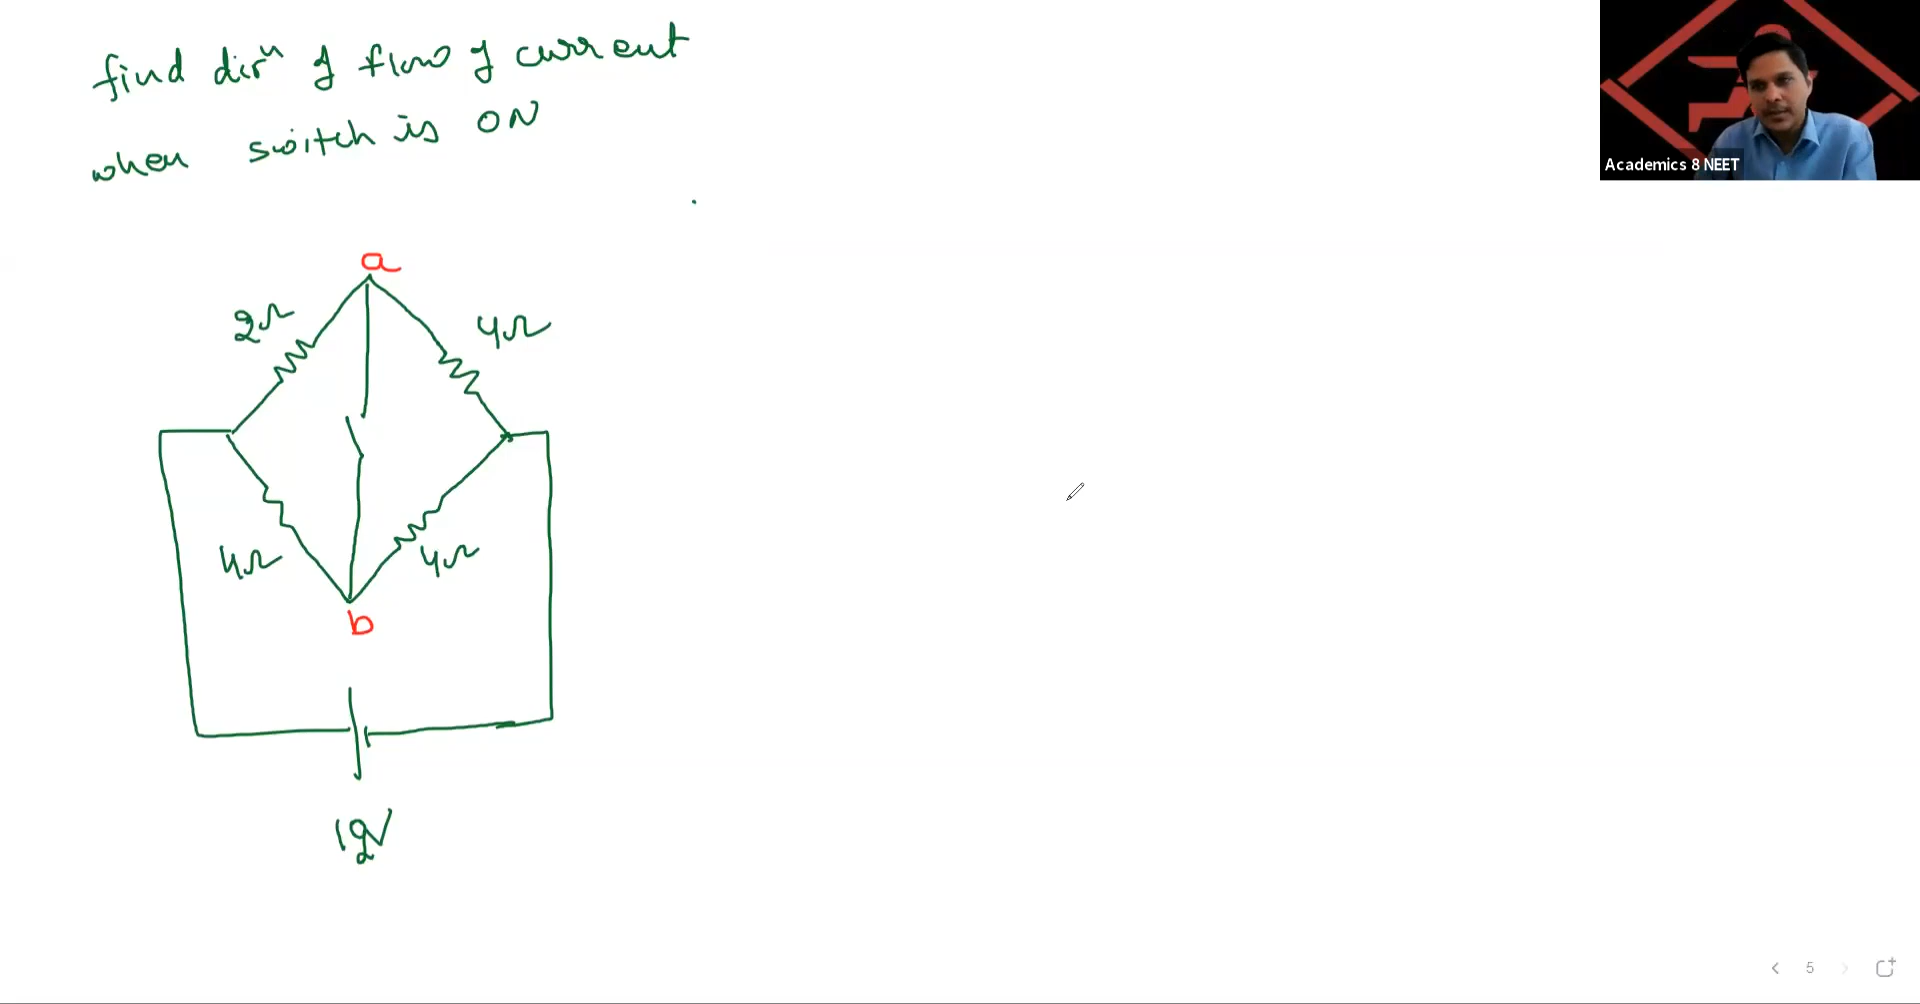 find dirⁿ of flow of current
when switch is ON
Academics 8 NEET
a
2Ω
4Ω
4Ω
4Ω
b
12V
5